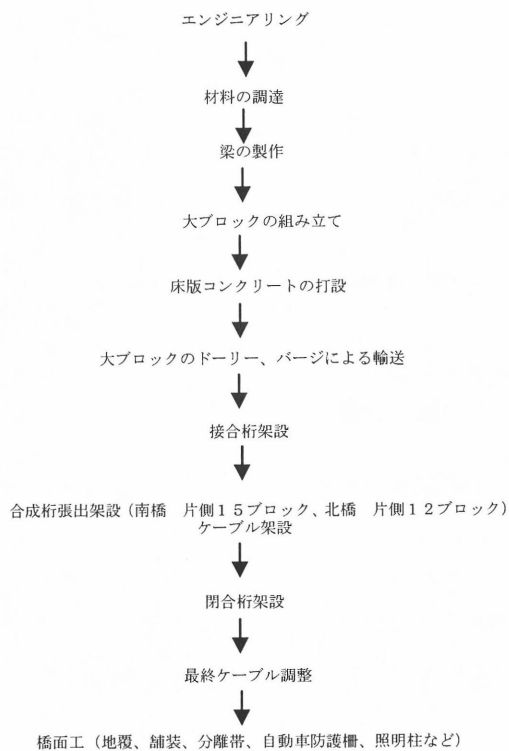 エンジニアリング
材料の調達
梁の製作
大ブロックの組み立て
床版コンクリートの打設
大ブロックのドーリー、バージによる輸送
接合桁架設
合成桁張出架設(南橋　片側15ブロック、北橋　片側12ブロック)
ケーブル架設
閉合桁架設
最終ケーブル調整
橋面工(地覆、舗装、分離帯、自動車防護柵、照明柱など)